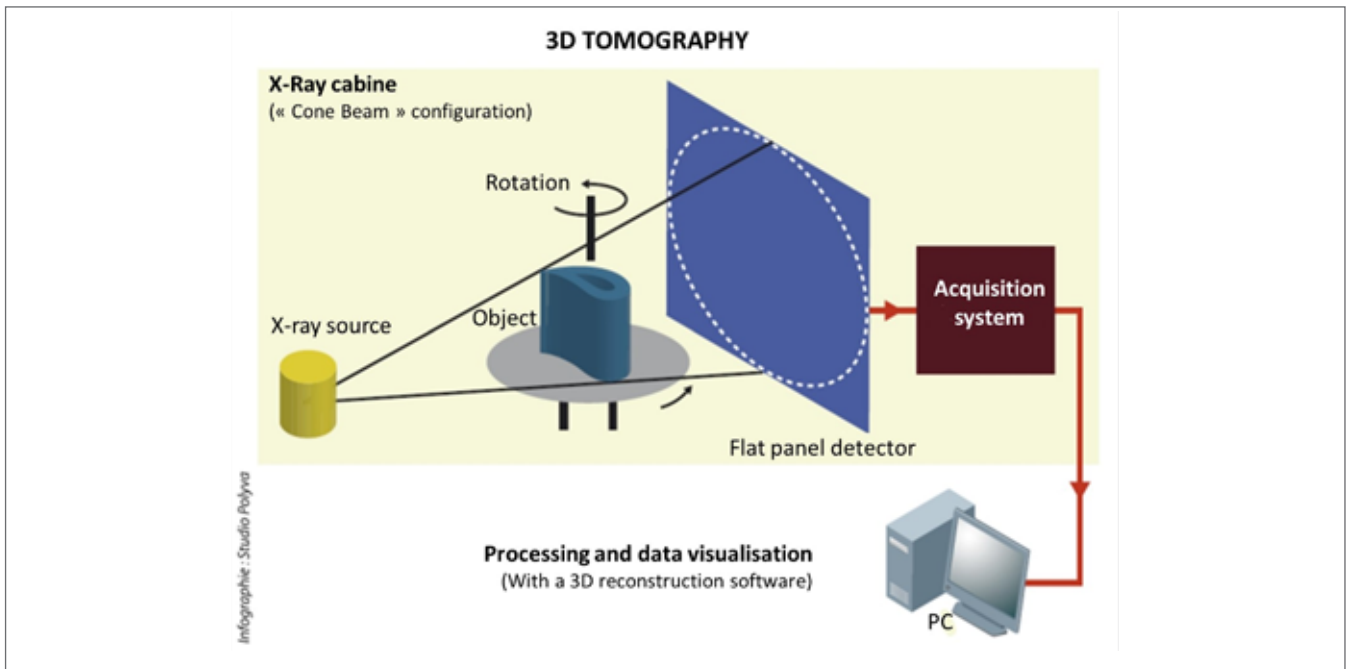 3D TOMOGRAPHY
X-Ray cabine
(« Cone Beam » configuration)
Rotation
Object
X-ray source
Acquisition
system
Flat panel detector
Processing and data visualisation
(With a 3D reconstruction software)
PC
Infographie : Studio Polyva